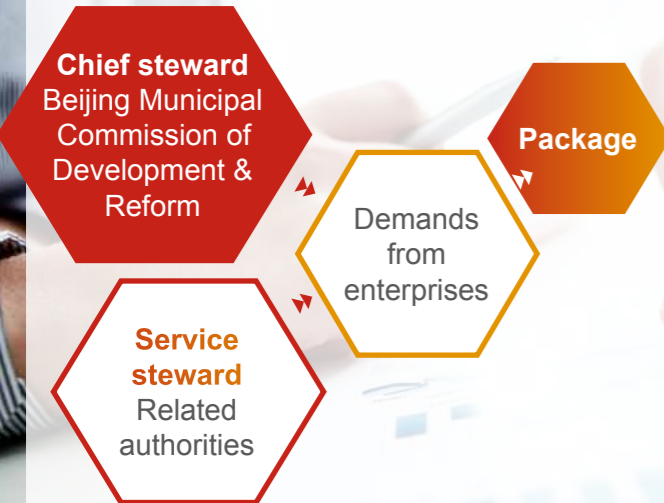 Chief steward
Beijing Municipal
Commission of
Development &
Reform
Package
Demands
from
enterprises
Service
steward
Related
authorities